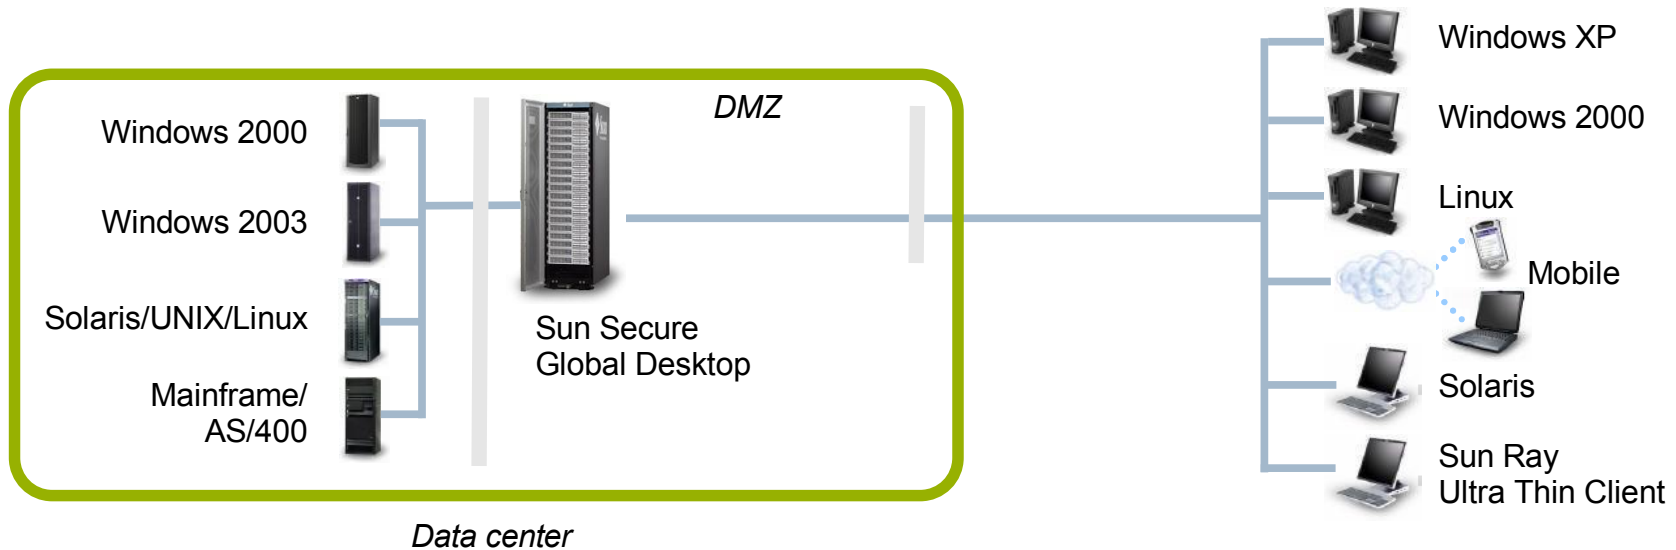 Windows XP
DMZ
Windows 2000
Windows 2000
Linux
Windows 2003
Mobile
Solaris/UNIX/Linux
Sun Secure
Global Desktop
Mainframe/
AS/400
Solaris
Sun Ray
Ultra Thin Client
Data center